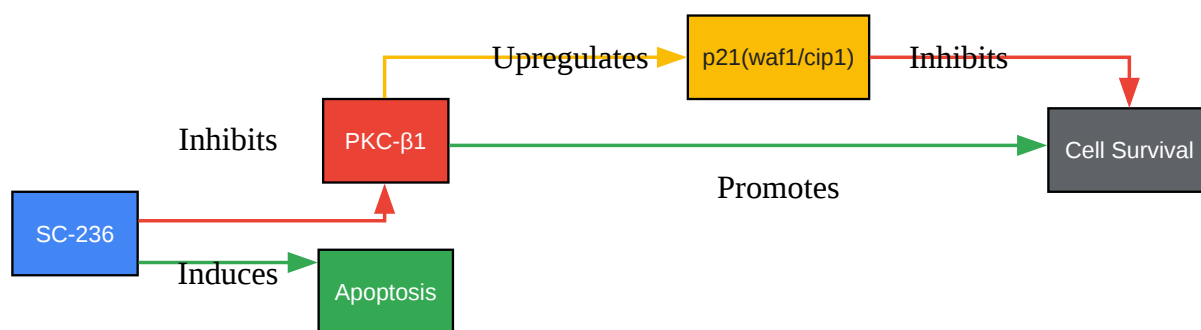 Upregulates
p21(waf1/cip1)
Inhibits
Inhibits
PKC-β1
Cell Survival
Promotes
SC-236
Induces
Apoptosis